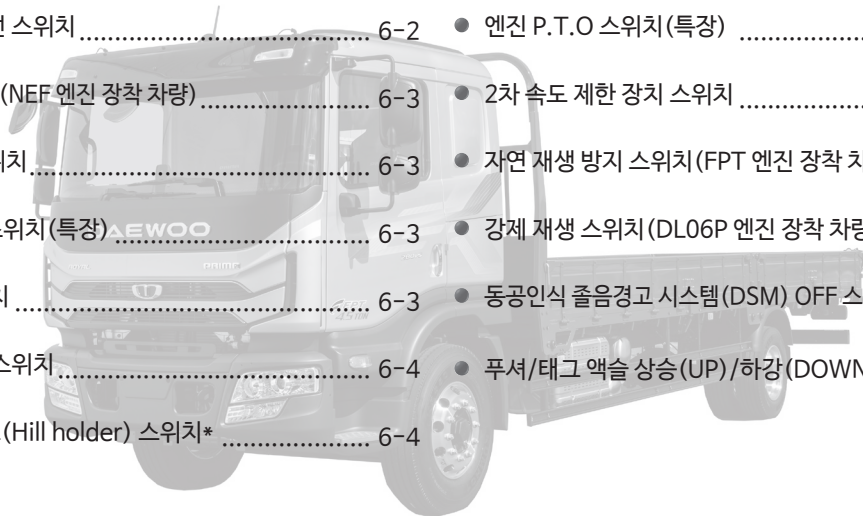 선 스위치 6-2
(NEF 엔진 장착 차량) 6-3
위치 6-3
스위치(특장) 6-3
치 6-3
스위치 6-4
(Hill holder) 스위치* 6-4
● 엔진 P.T.O 스위치(특장)
● 2차 속도 제한 장치 스위치
● 자연 재생 방지 스위치(FPT 엔진 장착 차
● 강제 재생 스위치(DL06P 엔진 장착 차량
● 동공인식 졸음경고 시스템(DSM) OFF 스
● 푸셔/태그 액슬 상승(UP)/하강(DOWN
DAEWOO
PRIME